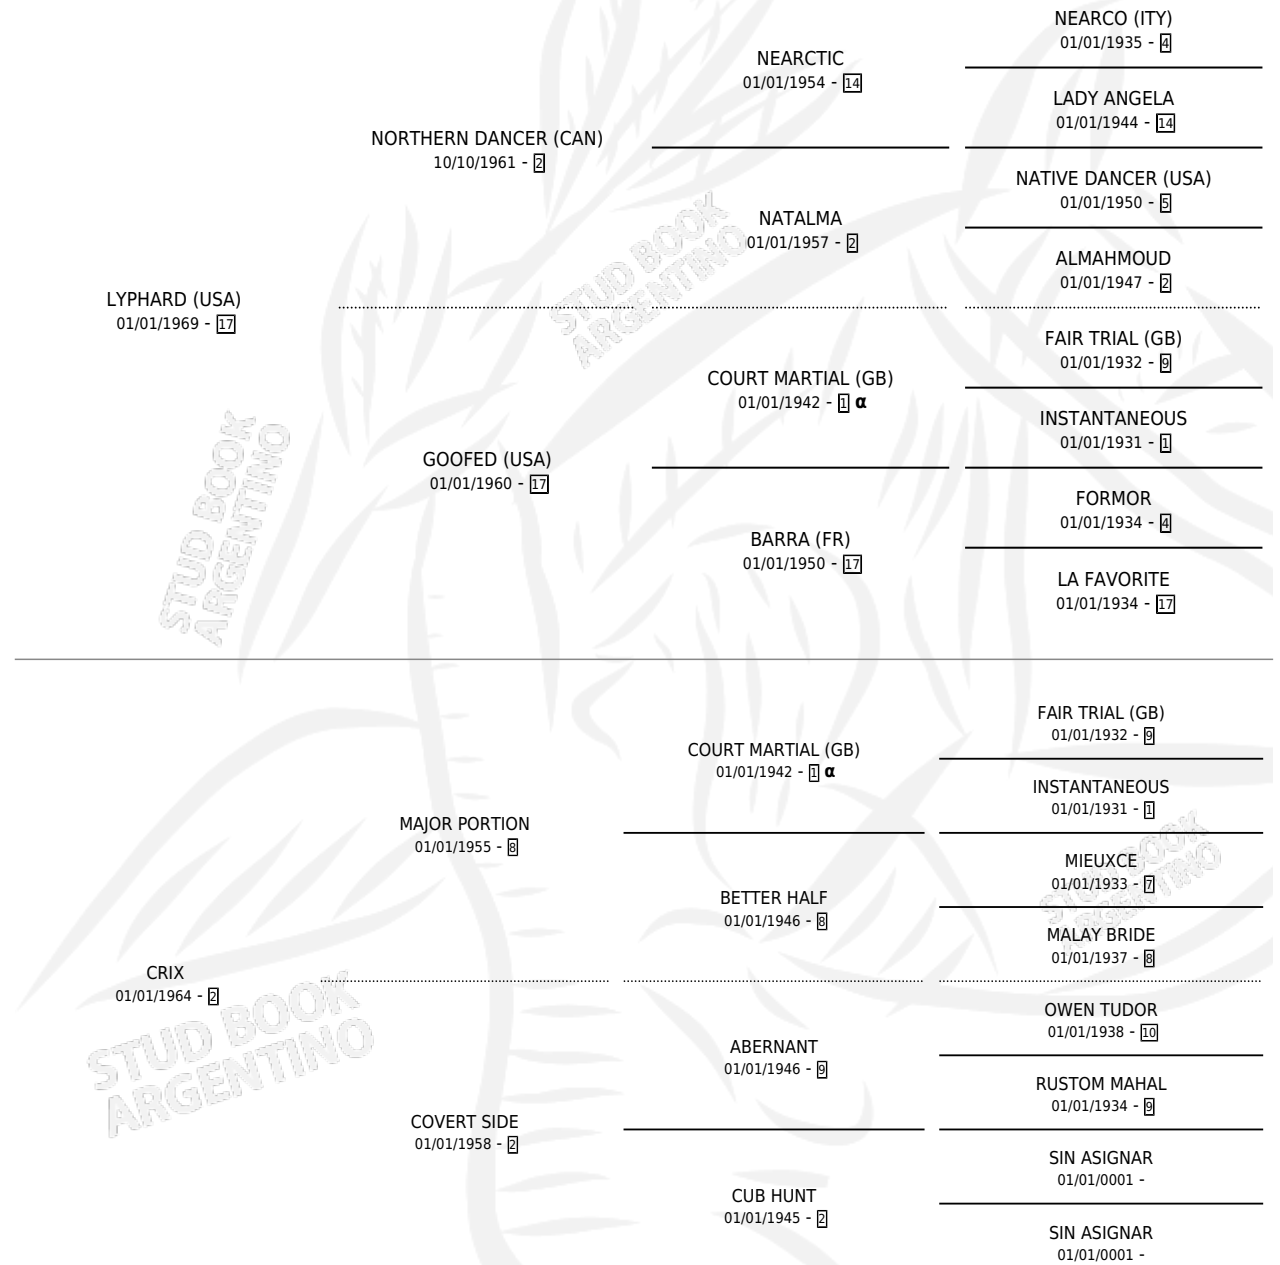 NEARCO (ITY)
01/01/1935 - 4
NEARCTIC
01/01/1954 - 14
LADY ANGELA
01/01/1944 - 14
NORTHERN DANCER (CAN)
10/10/1961 - 2
NATIVE DANCER (USA)
01/01/1950 - 5
NATALMA
01/01/1957 - 2
ALMAHMOUD
01/01/1947 - 2
LYPHARD (USA)
01/01/1969 - 17
FAIR TRIAL (GB)
01/01/1932 - 9
COURT MARTIAL (GB)
01/01/1942 - 1 α
INSTANTANEOUS
01/01/1931 - 1
GOOFED (USA)
01/01/1960 - 17
FORMOR
01/01/1934 - 4
BARRA (FR)
01/01/1950 - 17
LA FAVORITE
01/01/1934 - 17
FAIR TRIAL (GB)
01/01/1932 - 9
COURT MARTIAL (GB)
01/01/1942 - 1 α
INSTANTANEOUS
01/01/1931 - 1
MAJOR PORTION
01/01/1955 - 8
MIEUXCE
01/01/1933 - 7
BETTER HALF
01/01/1946 - 8
MALAY BRIDE
01/01/1937 - 8
CRIX
01/01/1964 - 2
OWEN TUDOR
01/01/1938 - 10
ABERNANT
01/01/1946 - 9
RUSTOM MAHAL
01/01/1934 - 9
COVERT SIDE
01/01/1958 - 2
SIN ASIGNAR
01/01/0001 -
CUB HUNT
01/01/1945 - 2
SIN ASIGNAR
01/01/0001 -
STUD BOOK
ARGENTINO
STUD BOOK
ARGENTINO
STUD BOOK
ARGENTINO
STUD BOOK
ARGENTINO